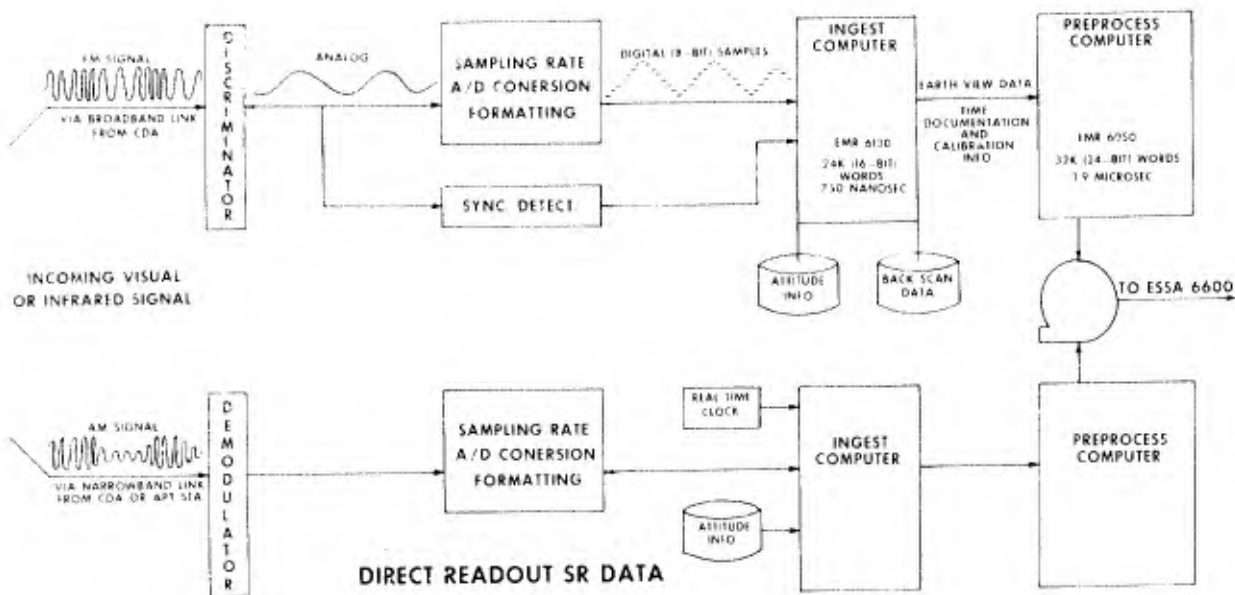 FM SIGNAL
VIA BROADBAND LINK
FROM CDA
DISCRIMINATOR
ANALOG
SAMPLING RATE
A/D CONERSION
FORMATTING
SYNC. DETECT.
DIGITAL (8-BIT) SAMPLES
INGEST
COMPUTER
EMR 6130
24K (16-BIT)
WORDS
750 NANOSEC
EARTH VIEW DATA
TIME
DOCUMENTATION
AND
CALIBRATION
INFO
PREPROCESS
COMPUTER
EMR 6050
32K (24-BIT) WORDS
1.9 MICROSEC
ATTITUDE
INFO
BACK SCAN
DATA
TO ESSA 6600
INCOMING VISUAL
OR INFRARED SIGNAL
AM SIGNAL
VIA NARROWBAND LINK
FROM CDA OR APT STA
DEMODULATOR
SAMPLING RATE
A/D CONERSION
FORMATTING
REAL TIME
CLOCK
ATTITUDE
INFO
INGEST
COMPUTER
PREPROCESS
COMPUTER
DIRECT READOUT SR DATA